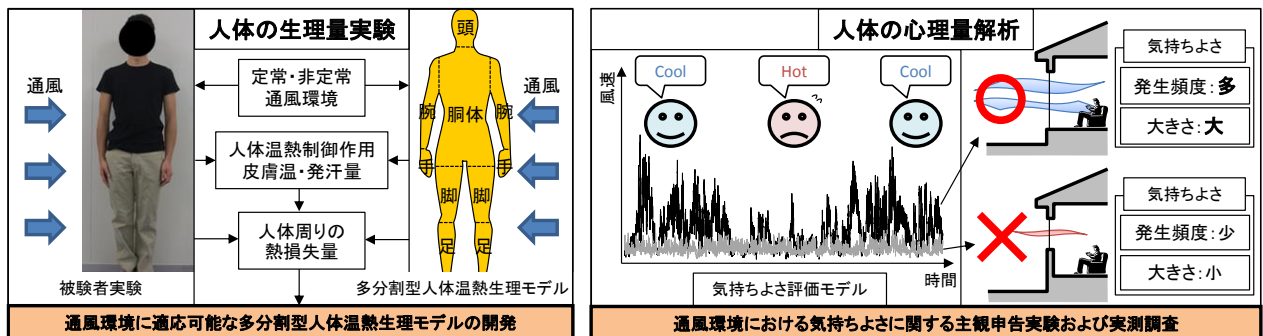 人体の生理量実験
通風
定常・非定常
通風環境
人体温熱制御作用
皮膚温・発汗量
人体周りの
熱損失量
頭
腕
胴体
腕
手
手
脚
脚
足
足
通風
被験者実験
多分割型人体温熱生理モデル
通風環境に適応可能な多分割型人体温熱生理モデルの開発
人体の心理量解析
風速
Cool
Hot
Cool
時間
気持ちよさ評価モデル
気持ちよさ
発生頻度:多
大きさ:大
気持ちよさ
発生頻度:少
大きさ:小
通風環境における気持ちよさに関する主観申告実験および実測調査